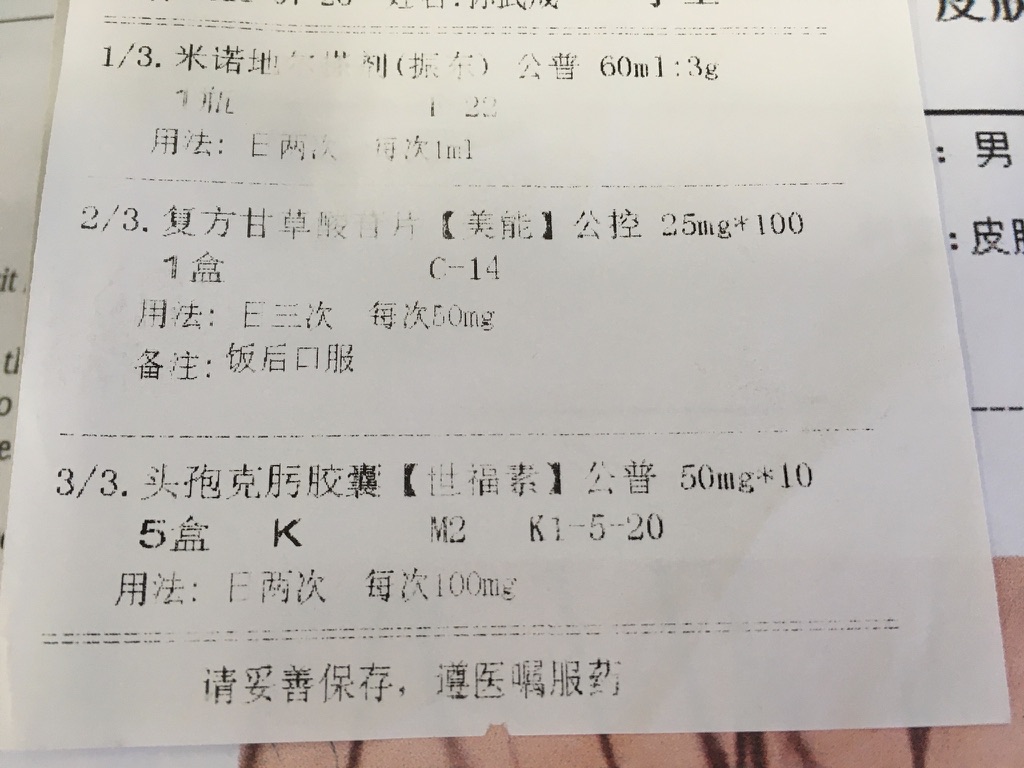 姓名:
1/3. 米诺地尔搽剂(振东) 公普 60ml:3g
1瓶 1-22
用法: 日两次 每次1ml
2/3. 复方甘草酸苷片【美能】公控 25mg*100
1盒 C-14
用法: 日三次 每次50mg
备注: 饭后口服
3/3. 头孢克肟胶囊【世福素】公普 50mg*10
5盒 K M2 K1-5-20
用法: 日两次 每次100mg
请妥善保存，遵医嘱服药
皮肤
: 男
: 皮肤
it
th